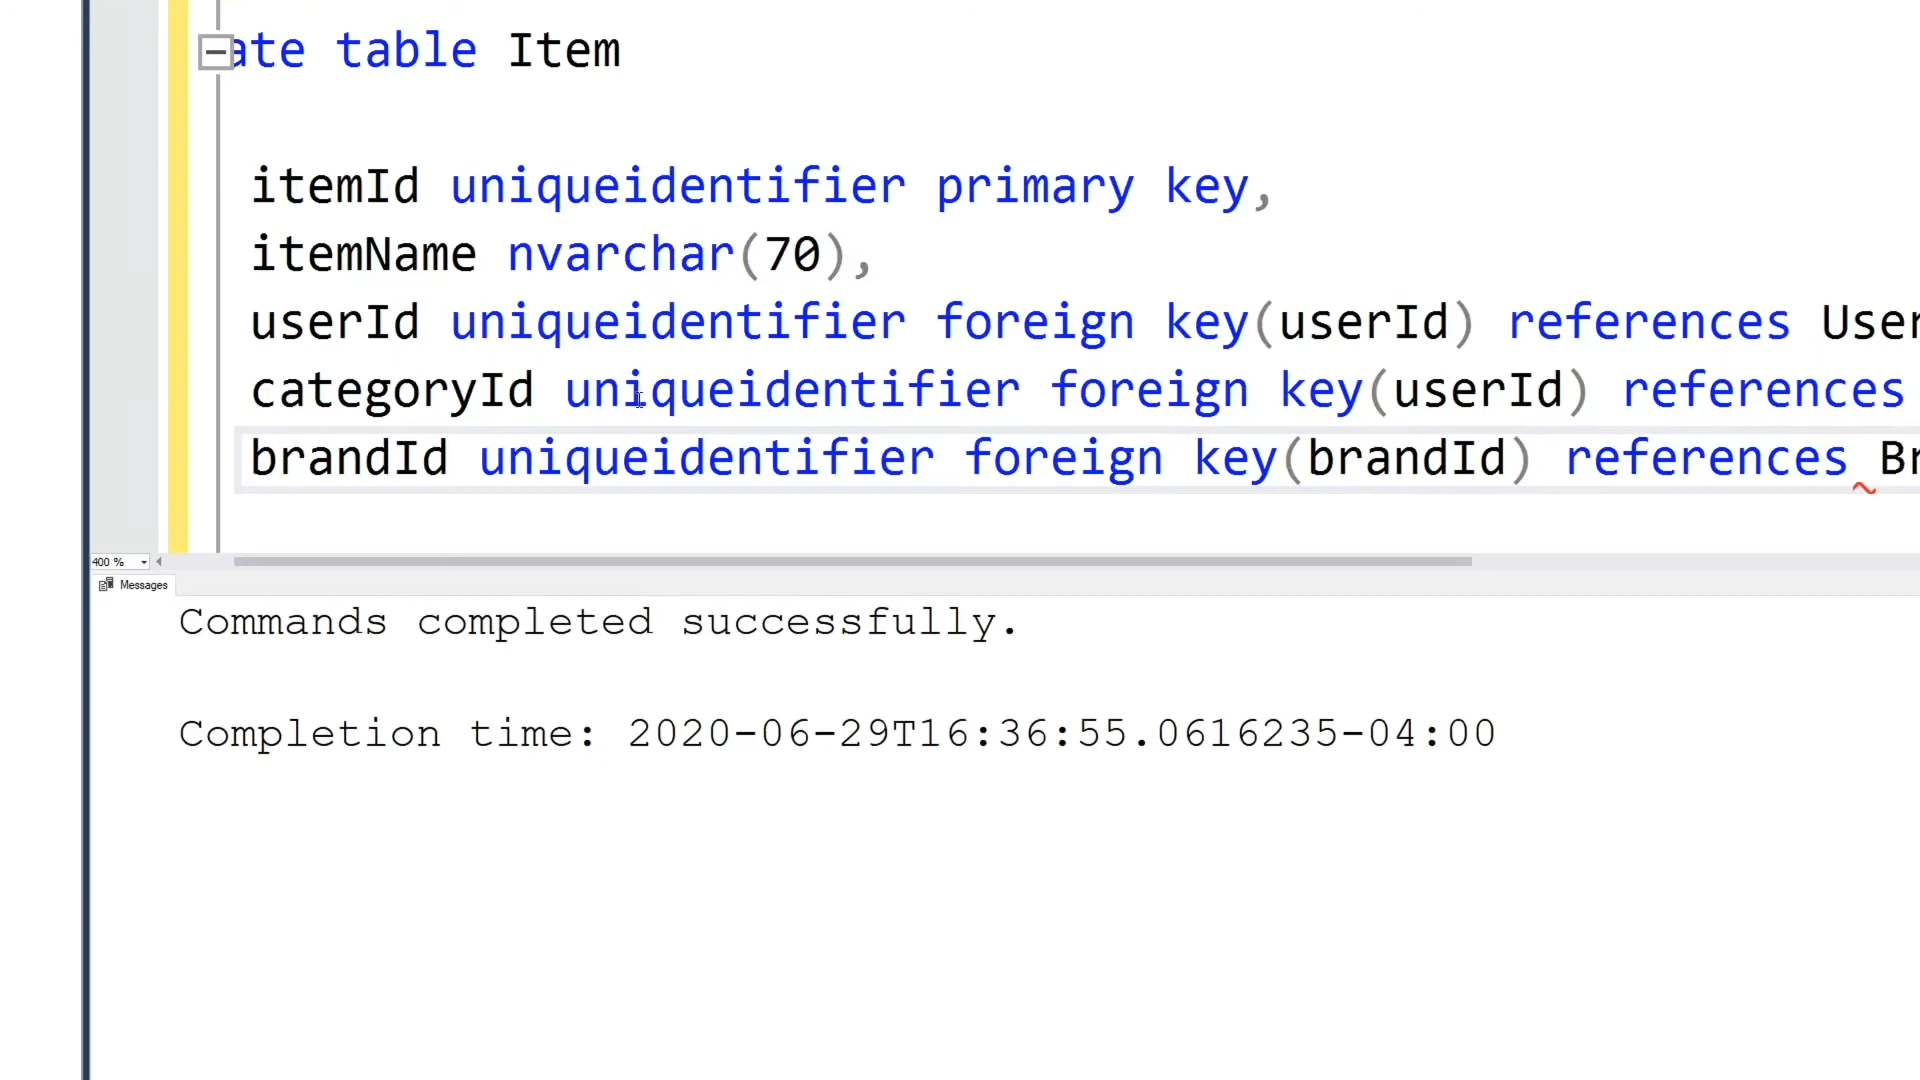 ate table Item
itemId uniqueidentifier primary key,
itemName nvarchar(70),
userId uniqueidentifier foreign key(userId) references User
categoryId uniqueidentifier foreign key(userId) references
brandId uniqueidentifier foreign key(brandId) references Br
400 %
Messages
Commands completed successfully.
Completion time: 2020-06-29T16:36:55.0616235-04:00